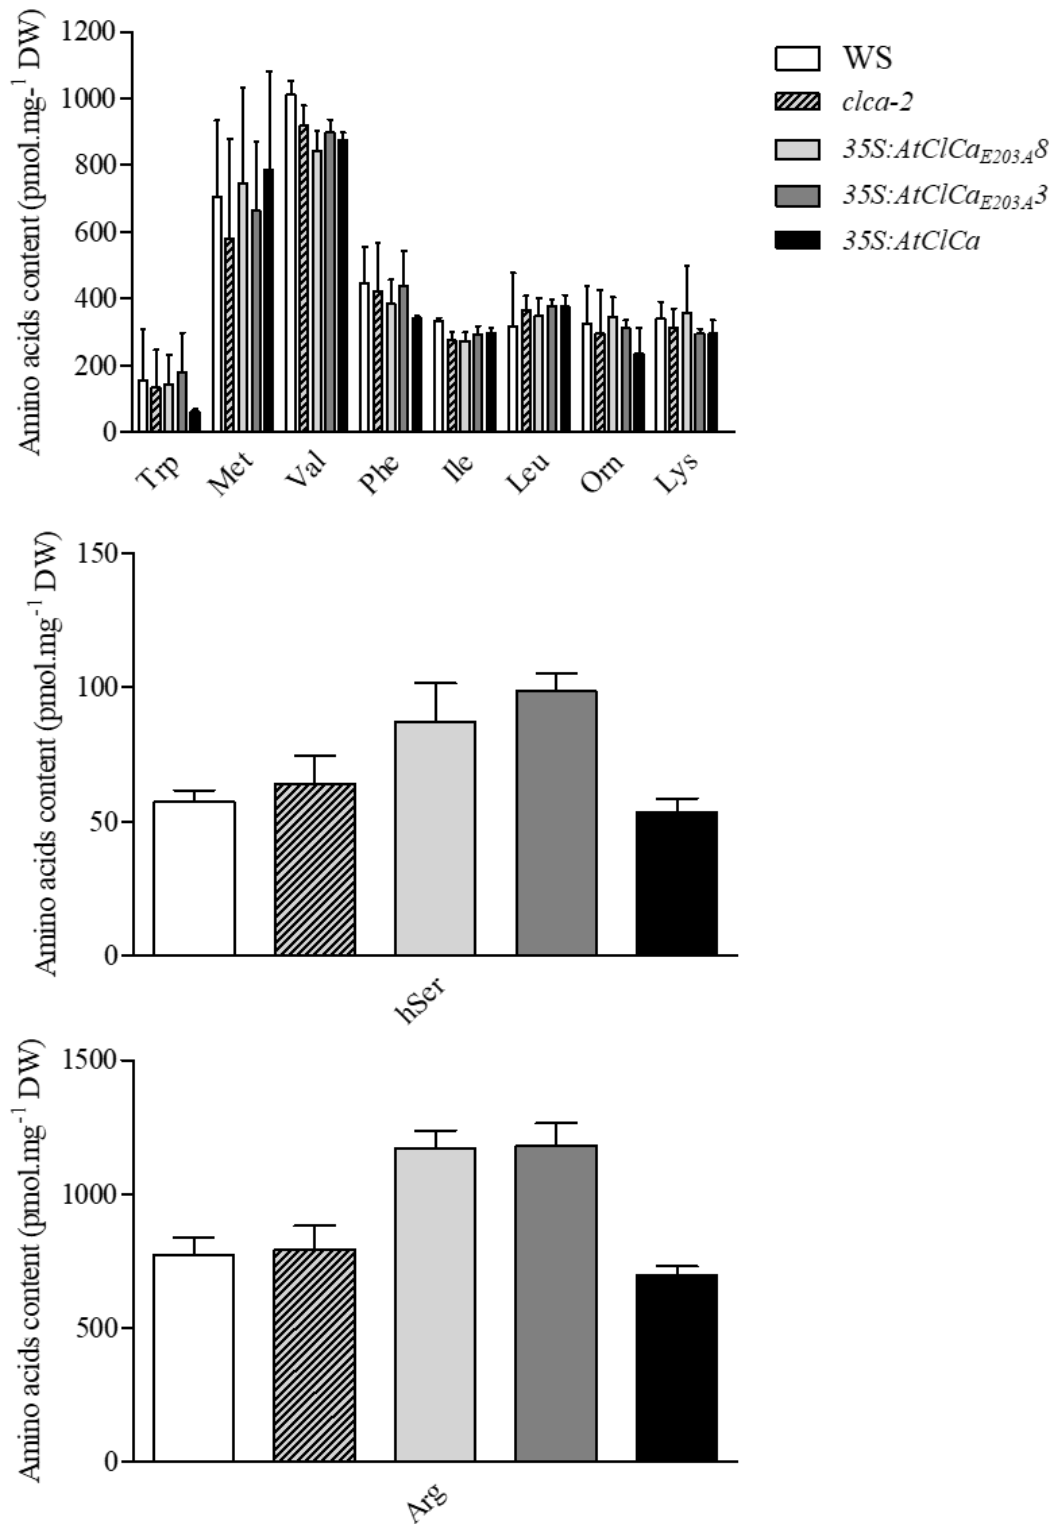 Amino acids content (pmol.mg-¹ DW)
1200
1000
800
600
400
200
0
Trp Met Val Phe Ile Leu Orn Lys
WS
clca-2
35S:AtClCa_E203A8
35S:AtClCa_E203A3
35S:AtClCa
Amino acids content (pmol.mg⁻¹ DW)
150
100
50
0
hSer
Amino acids content (pmol.mg⁻¹ DW)
1500
1000
500
0
Arg